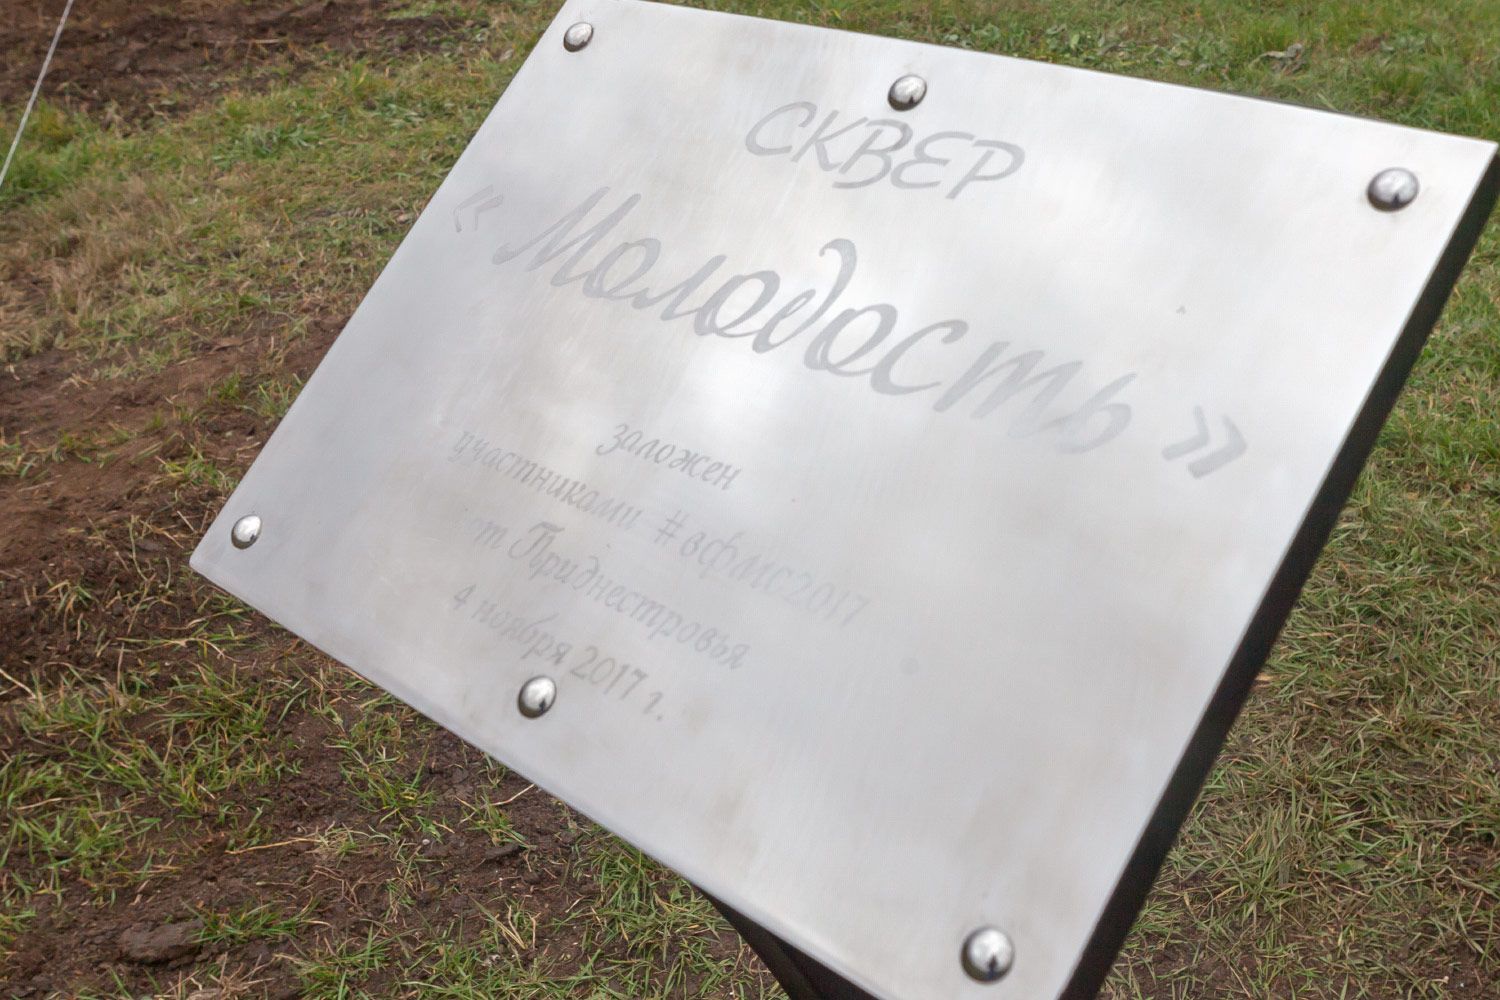 СКВЕР
«Молодость»
заложен
участниками #вфмс2017
от Приднестровья
4 ноября 2017 г.